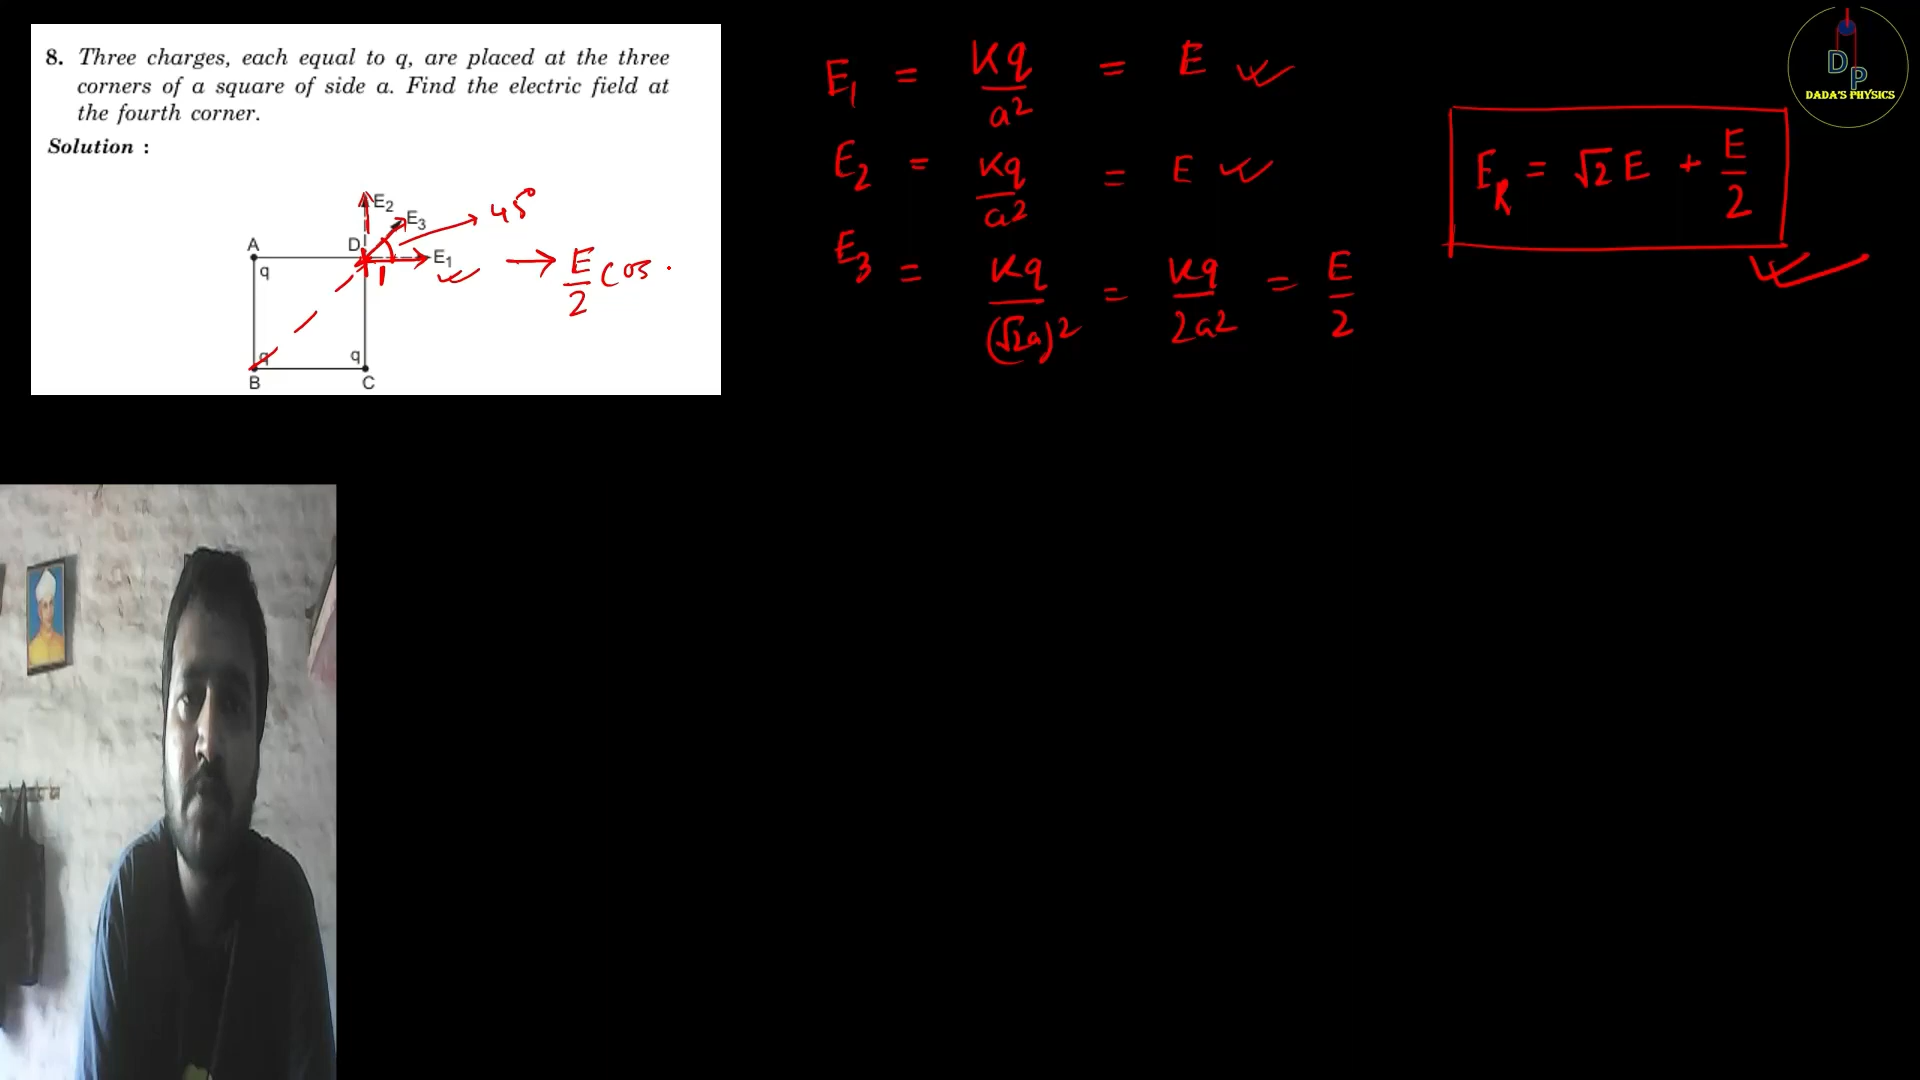 8. Three charges, each equal to q, are placed at the three
corners of a square of side a. Find the electric field at
the fourth corner.
Solution :
E2
E3
45°
A
D
E1
q
1
→ E/2 Cos
q
q
B
C
E1 = Kq/a² = E
E2 = Kq/a² = E
E3 = Kq/(√2a)² = Kq/2a² = E/2
ER = √2 E + E/2
DP
DADA'S PHYSICS